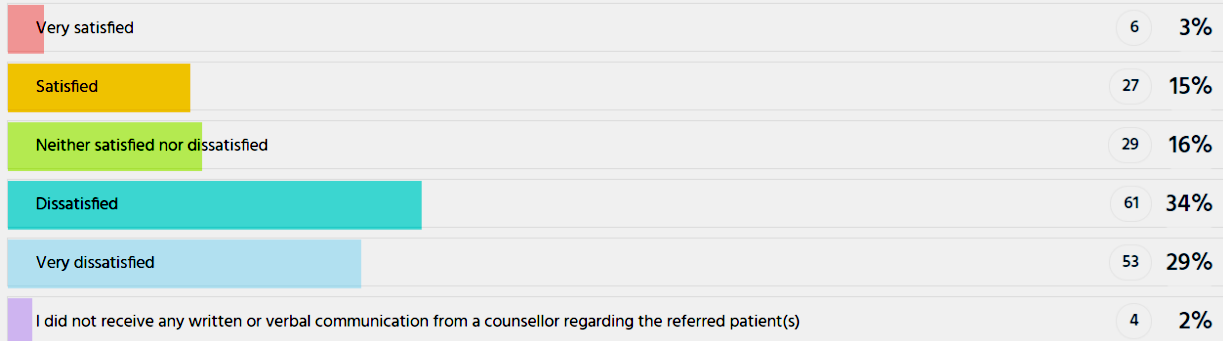 Very satisfied 6 3%
Satisfied 27 15%
Neither satisfied nor dissatisfied 29 16%
Dissatisfied 61 34%
Very dissatisfied 53 29%
I did not receive any written or verbal communication from a counsellor regarding the referred patient(s) 4 2%